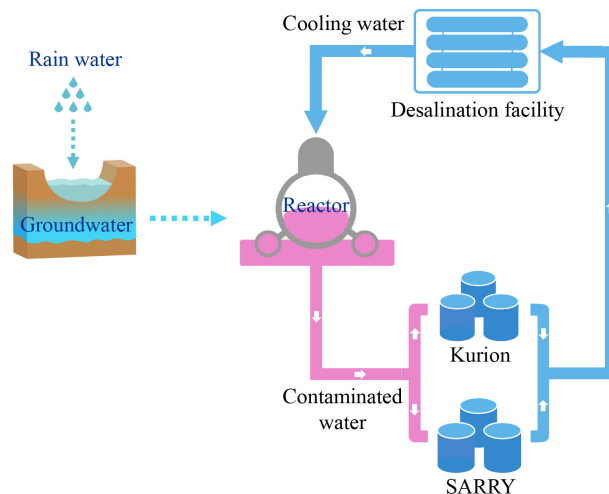 Cooling water
Rain water
Desalination facility
Reactor
Groundwater
Kurion
Contaminated
water
SARRY